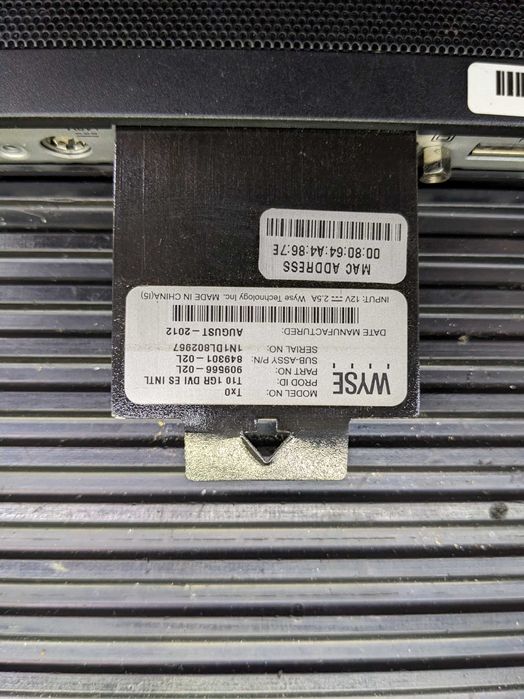 WYSE
MODEL NO: Tx0
PROD ID: T10 1GR DVI ES INTL
PART NO: 909566-02L
SUB-ASSY P/N: 849301-02L
SERIAL NO: 1N1DL802967
DATE MANUFACTURED: AUGUST-2012
INPUT: 12V ⎓ 2.5A Wyse Technology Inc. MADE IN CHINA(15)
MAC ADDRESS
00:80:64:A4:86:7E